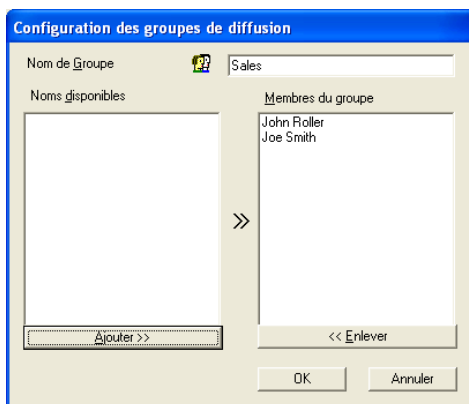 Configuration des groupes de diffusion
Nom de Groupe
Sales
Noms disponibles
Membres du groupe
John Roller
Joe Smith
Ajouter >>
<< Enlever
OK
Annuler